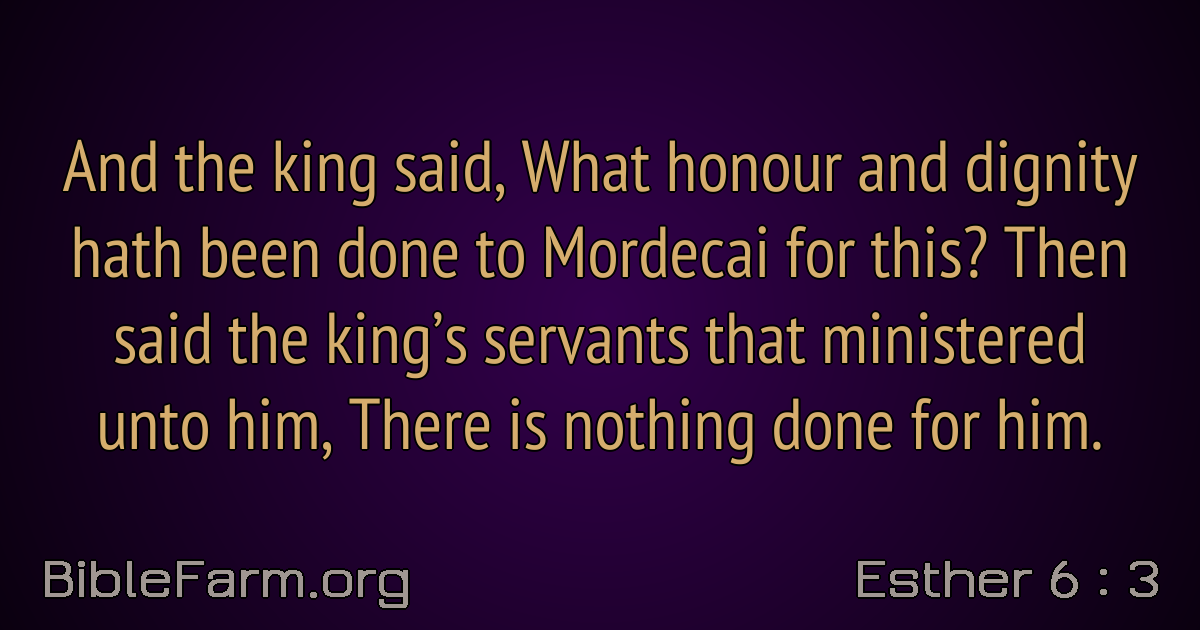 And the king said, What honour and dignity
hath been done to Mordecai for this? Then
said the king’s servants that ministered
unto him, There is nothing done for him.
BibleFarm.org
Esther 6 : 3